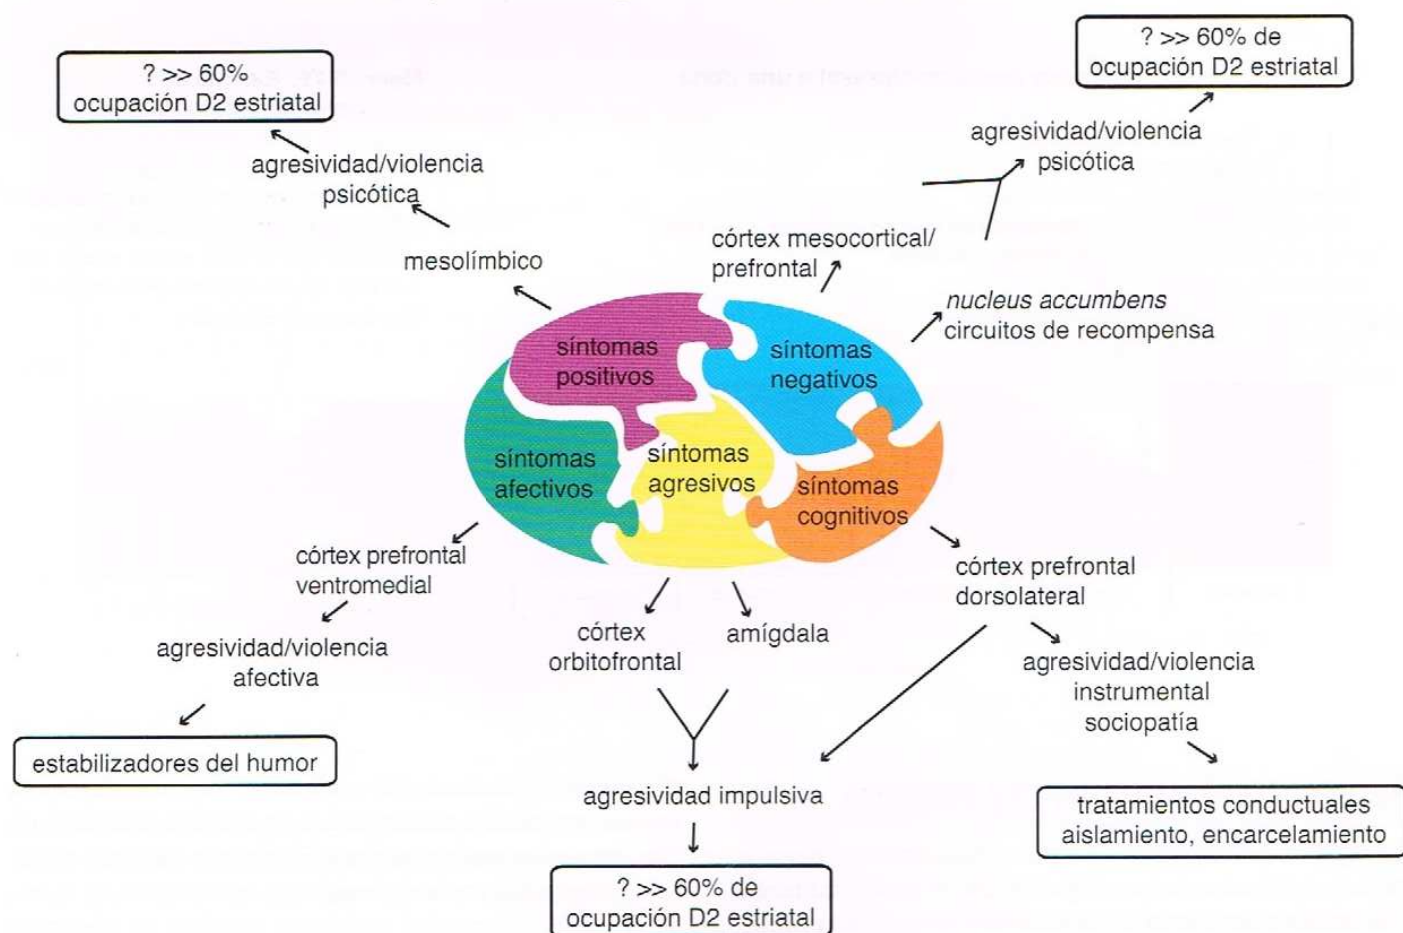 ? >> 60%
ocupación D2 estriatal
agresividad/violencia
psicótica
mesolímbico
? >> 60% de
ocupación D2 estriatal
agresividad/violencia
psicótica
córtex mesocortical/
prefrontal
nucleus accumbens
circuitos de recompensa
síntomas
positivos
síntomas
negativos
síntomas
afectivos
síntomas
agresivos
síntomas
cognitivos
córtex prefrontal
ventromedial
agresividad/violencia
afectiva
estabilizadores del humor
córtex
orbitofrontal
amígdala
agresividad impulsiva
? >> 60% de
ocupación D2 estriatal
córtex prefrontal
dorsolateral
agresividad/violencia
instrumental
sociopatía
tratamientos conductuales
aislamiento, encarcelamiento